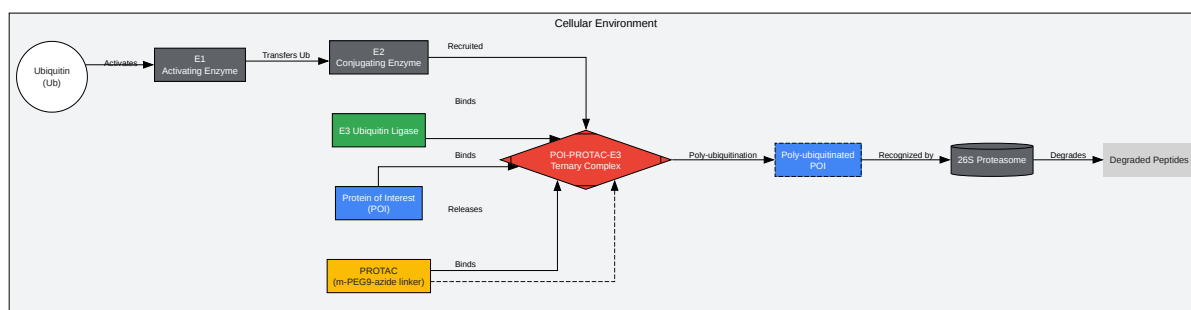 Cellular Environment
Ubiquitin
(Ub)
Activates
E1
Activating Enzyme
Transfers Ub
E2
Conjugating Enzyme
Recruited
Binds
E3 Ubiquitin Ligase
Binds
Protein of Interest
(POI)
Releases
PROTAC
(m-PEG9-azide linker)
Binds
POI-PROTAC-E3
Ternary Complex
Poly-ubiquitination
Poly-ubiquitinated
POI
Recognized by
26S Proteasome
Degrades
Degraded Peptides